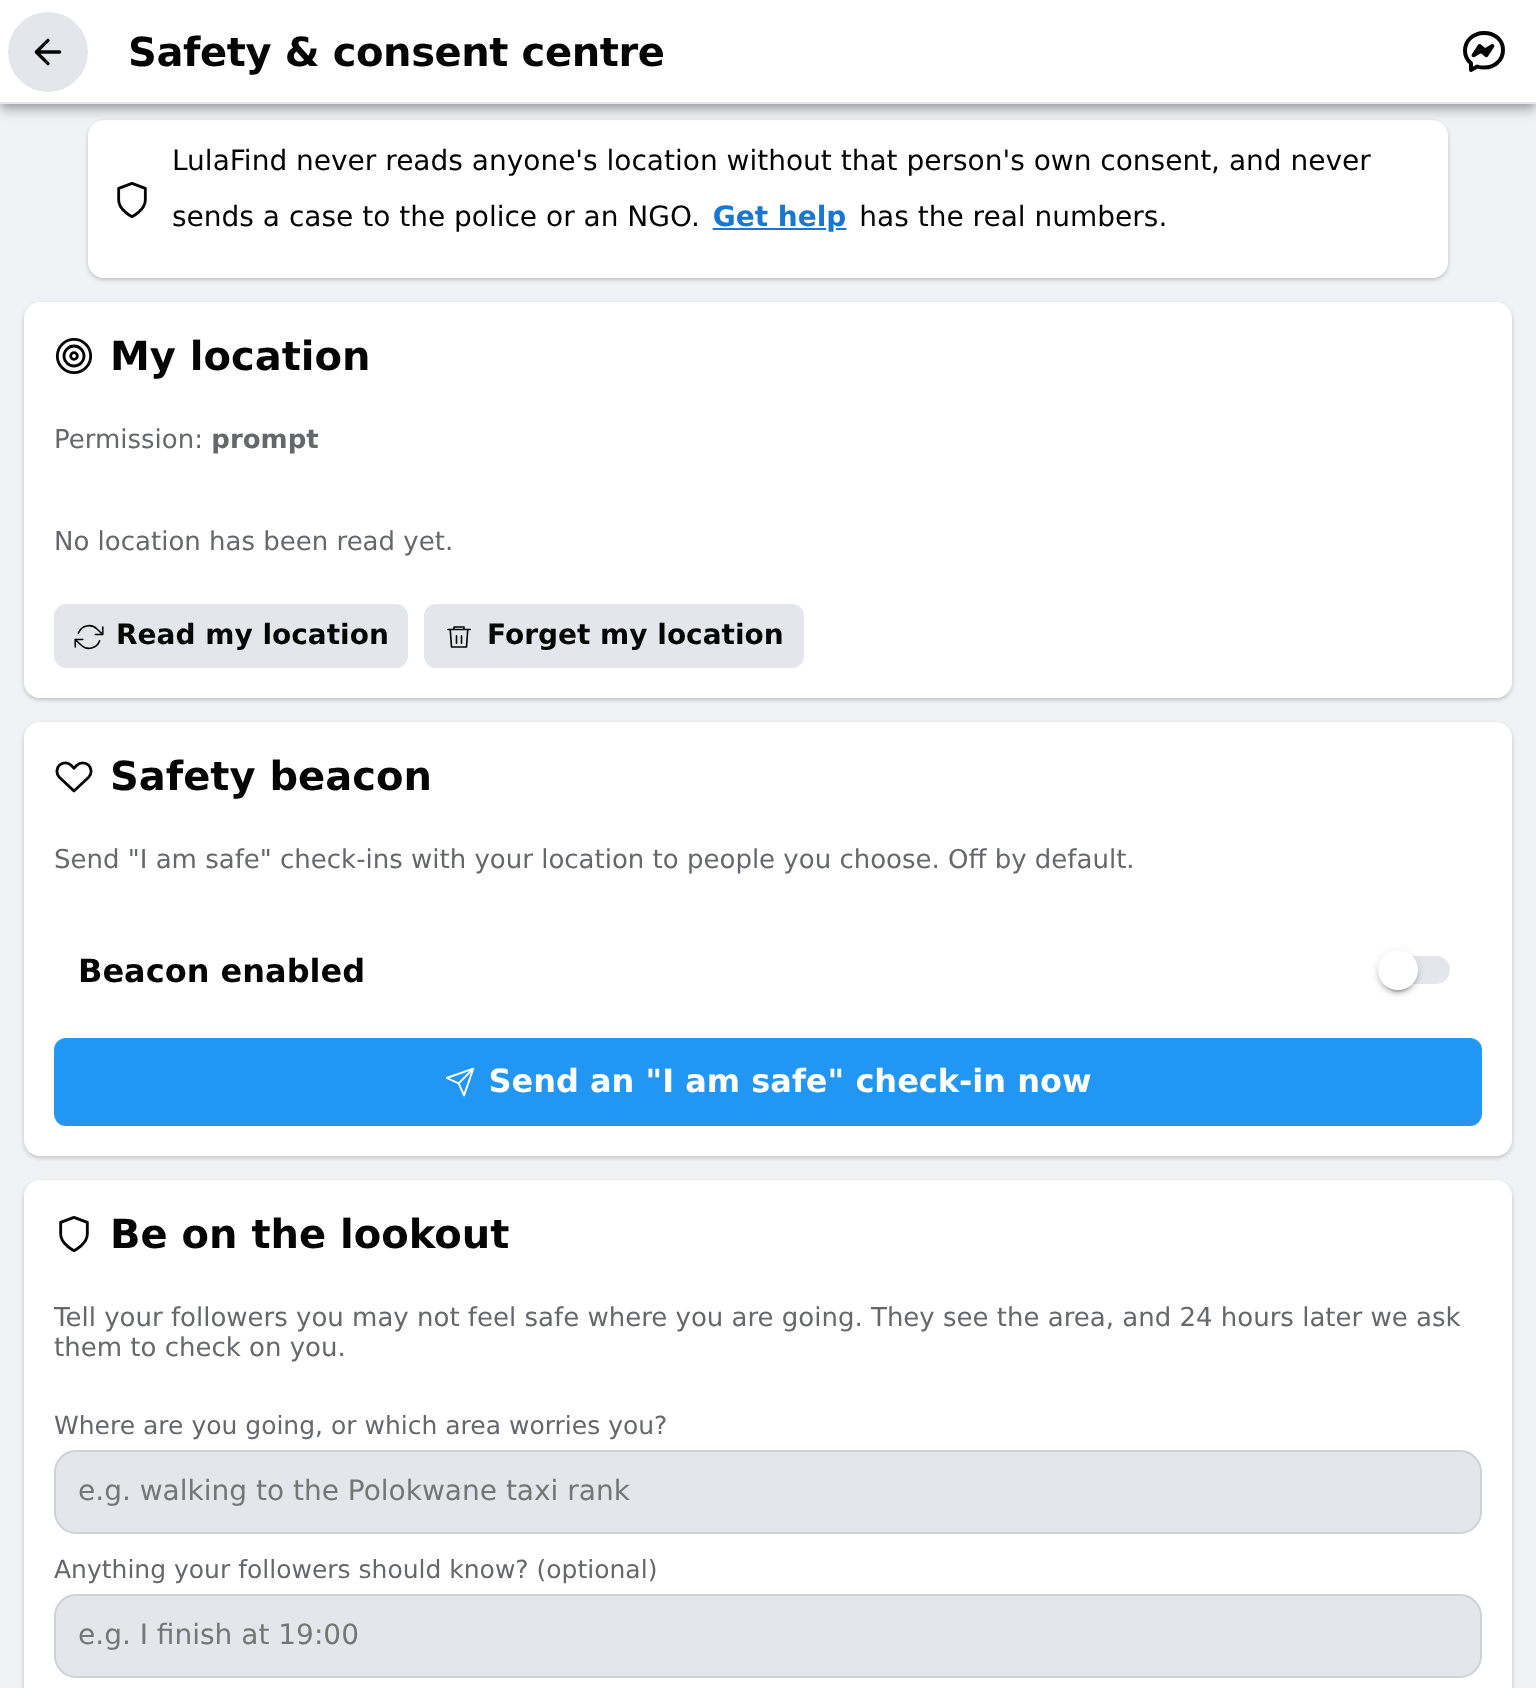 Safety & consent centre
LulaFind never reads anyone's location without that person's own consent, and never
sends a case to the police or an NGO. Get help has the real numbers.
My location
Permission: prompt
No location has been read yet.
Read my location
Forget my location
Safety beacon
Send "I am safe" check-ins with your location to people you choose. Off by default.
Beacon enabled
Send an "I am safe" check-in now
Be on the lookout
Tell your followers you may not feel safe where you are going. They see the area, and 24 hours later we ask
them to check on you.
Where are you going, or which area worries you?
e.g. walking to the Polokwane taxi rank
Anything your followers should know? (optional)
e.g. I finish at 19:00